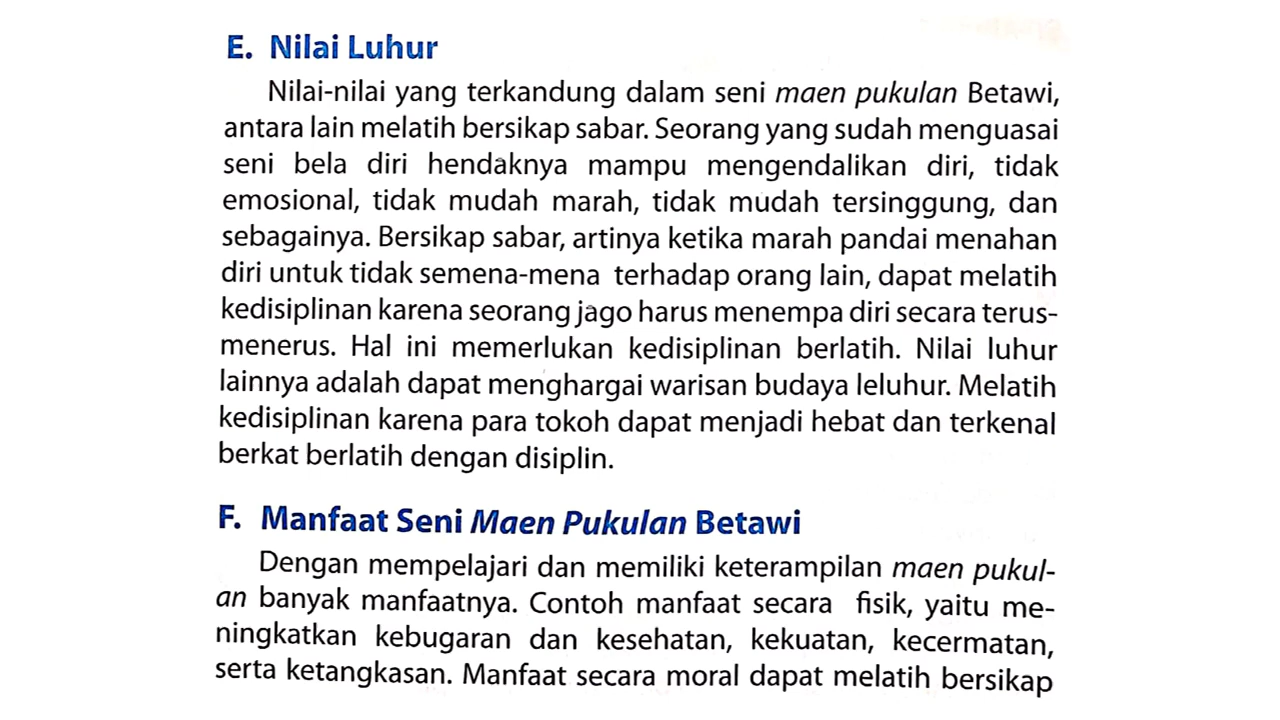 E. Nilai Luhur
Nilai-nilai yang terkandung dalam seni maen pukulan Betawi,
antara lain melatih bersikap sabar. Seorang yang sudah menguasai
seni bela diri hendaknya mampu mengendalikan diri, tidak
emosional, tidak mudah marah, tidak mudah tersinggung, dan
sebagainya. Bersikap sabar, artinya ketika marah pandai menahan
diri untuk tidak semena-mena terhadap orang lain, dapat melatih
kedisiplinan karena seorang jago harus menempa diri secara terus-
menerus. Hal ini memerlukan kedisiplinan berlatih. Nilai luhur
lainnya adalah dapat menghargai warisan budaya leluhur. Melatih
kedisiplinan karena para tokoh dapat menjadi hebat dan terkenal
berkat berlatih dengan disiplin.
F. Manfaat Seni Maen Pukulan Betawi
Dengan mempelajari dan memiliki keterampilan maen pukul-
an banyak manfaatnya. Contoh manfaat secara fisik, yaitu me-
ningkatkan kebugaran dan kesehatan, kekuatan, kecermatan,
serta ketangkasan. Manfaat secara moral dapat melatih bersikap